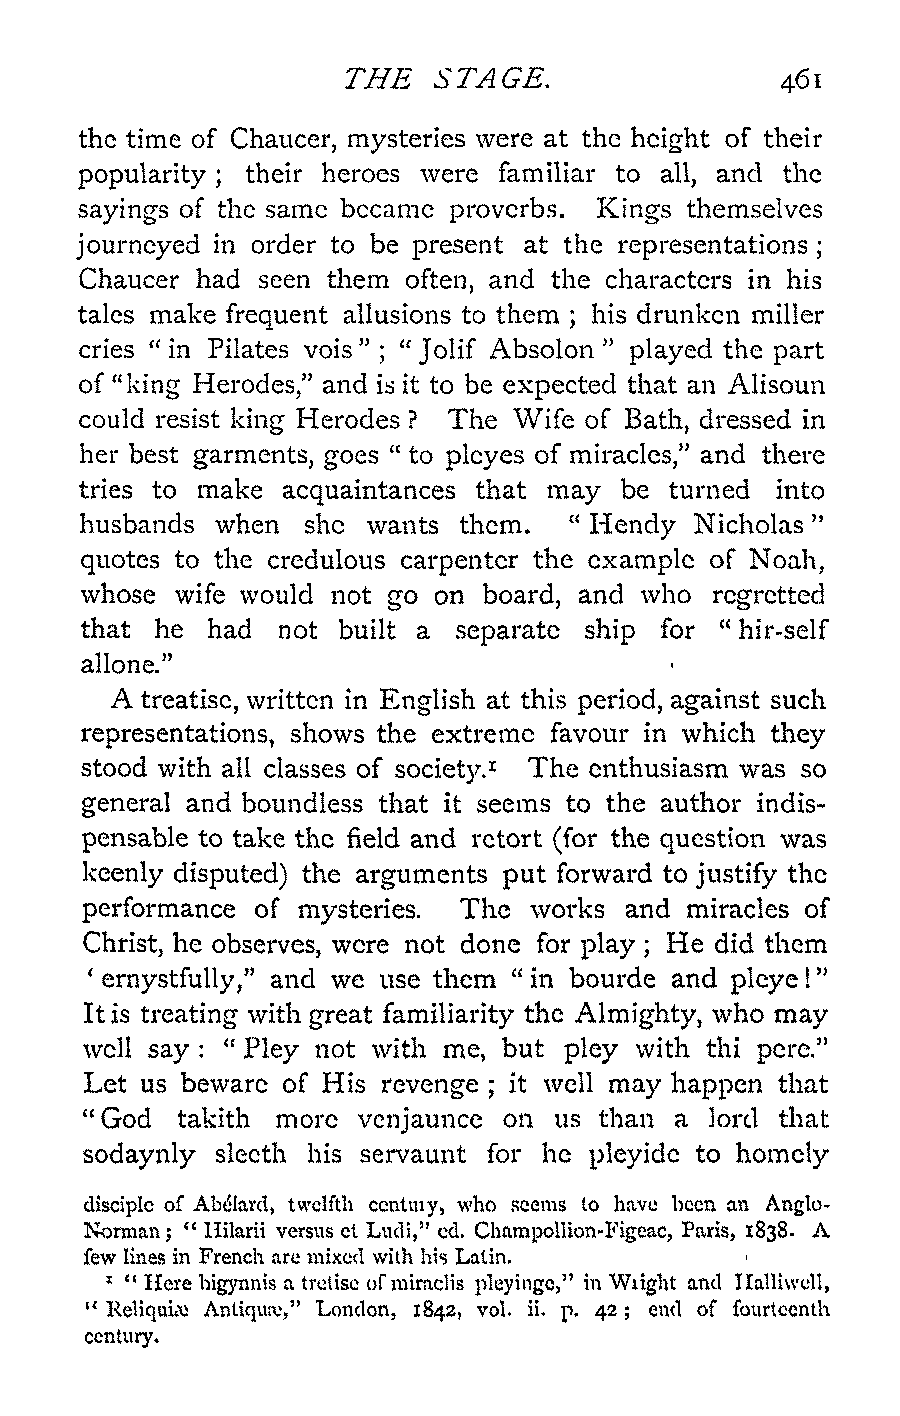 THE STAGE. 461
the time of Chaucer, mysteries were at the height of their
popularity ; their heroes were familiar to all, and the
sayings of the same became proverbs. Kings themselves
journeyed in order to be present at the representations ;
Chaucer had seen them often, and the characters in his
tales make frequent allusions to them ; his drunken miller
cries " in Pilates vois " ; " Jolif Absolon " played the part
of "king Herodes," and is it to be expected that an Alisoun
could resist king Herodes ? The Wife of Bath, dressed in
her best garments, goes " to pleyes of miracles," and there
tries to make acquaintances that may be turned into
husbands when she wants them. " Hendy Nicholas "
quotes to the credulous carpenter the example of Noah,
whose wife would not go on board, and who regretted
that he had not built a separate ship for " hir-self
allone."
A treatise, written in English at this period, against such
representations, shows the extreme favour in which they
stood with all classes of society.¹ The enthusiasm was so
general and boundless that it seems to the author indis-
pensable to take the field and retort (for the question was
keenly disputed) the arguments put forward to justify the
performance of mysteries. The works and miracles of
Christ, he observes, were not done for play ; He did them
' ernystfully," and we use them " in bourde and pleye !"
It is treating with great familiarity the Almighty, who may
well say : " Pley not with me, but pley with thi pere."
Let us beware of His revenge ; it well may happen that
" God takith more venjaunce on us than a lord that
sodaynly sleeth his servaunt for he pleyide to homely
disciple of Abélard, twelfth century, who seems to have been an Anglo-
Norman ; " Hilarii versus et Ludi," ed. Champollion-Figeac, Paris, 1838. A
few lines in French are mixed with his Latin.
¹ " Here bigynnis a tretise of miraclis pleyinge," in Wright and Halliwell,
" Reliquiæ Antiquæ," London, 1842, vol. ii. p. 42 ; end of fourteenth
century.